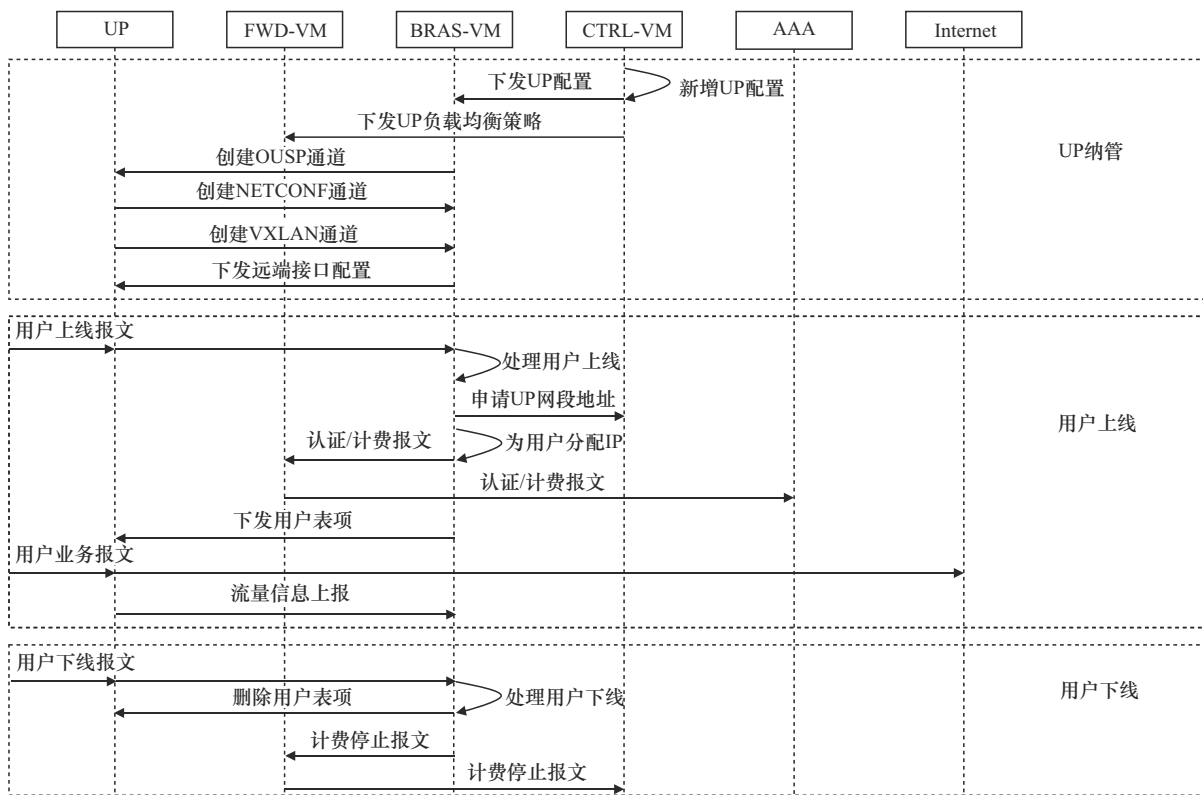 UP
FWD-VM
BRAS-VM
CTRL-VM
AAA
Internet
下发UP配置
新增UP配置
下发UP负载均衡策略
UP纳管
创建OUSP通道
创建NETCONF通道
创建VXLAN通道
下发远端接口配置
用户上线报文
处理用户上线
申请UP网段地址
用户上线
认证/计费报文
为用户分配IP
认证/计费报文
下发用户表项
用户业务报文
流量信息上报
用户下线报文
删除用户表项
处理用户下线
用户下线
计费停止报文
计费停止报文